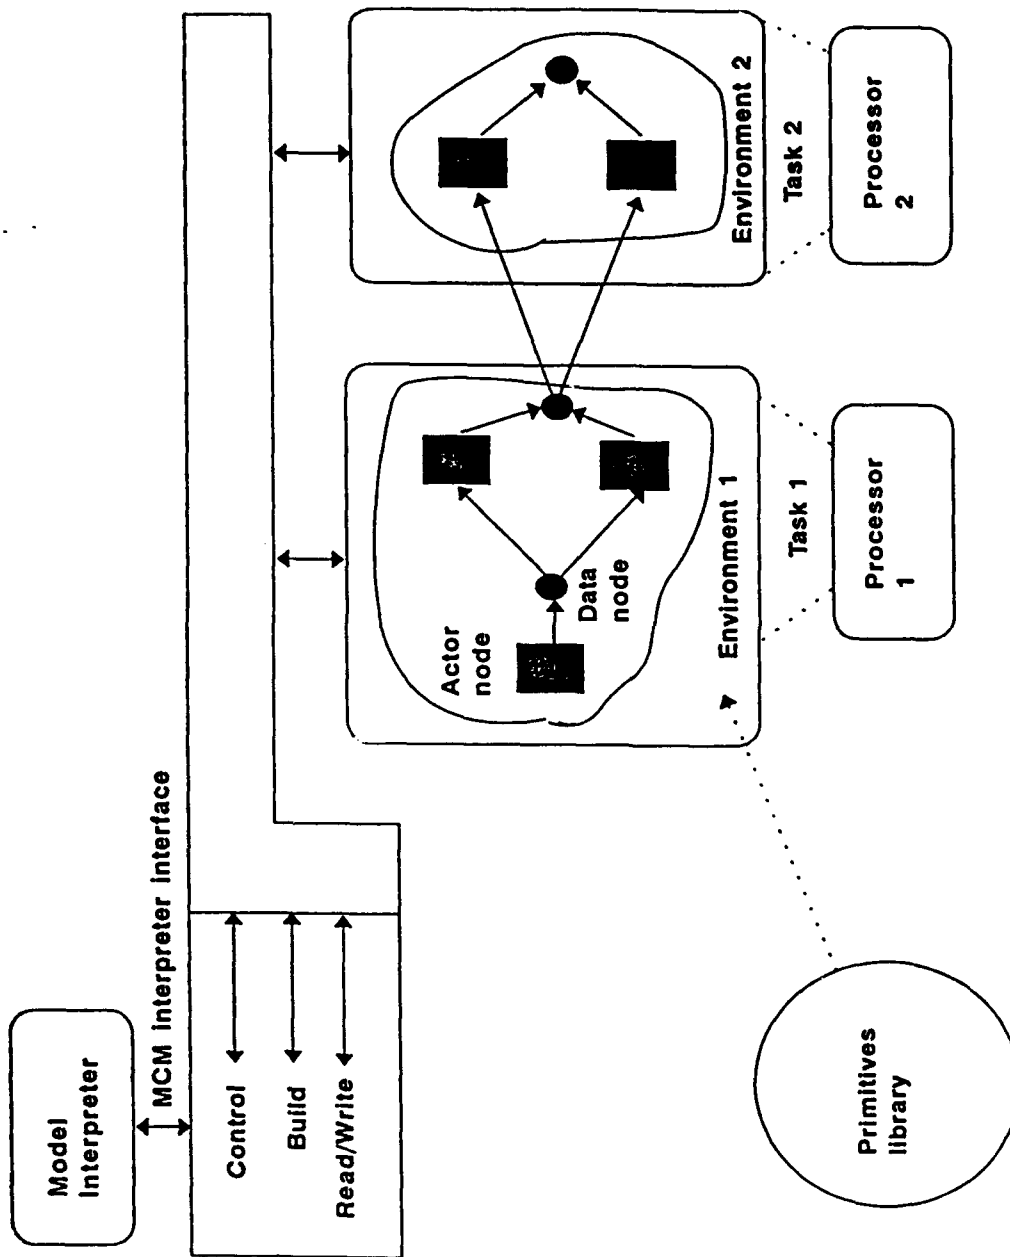 Model
Interpreter
MCM interpreter interface
Control
Build
Read/Write
Actor
node
Data
node
Environment 1
Task 1
Environment 2
Task 2
Primitives
library
Processor
1
Processor
2